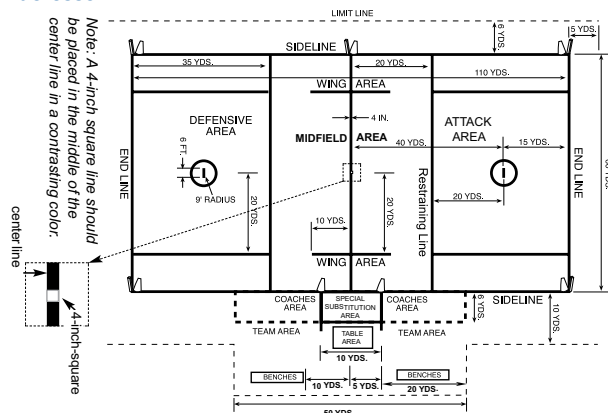 LIMIT LINE
6 YDS.
5 YDS.
SIDELINE
35 YDS.
20 YDS.
110 YDS.
WING AREA
DEFENSIVE
AREA
4 IN.
ATTACK
AREA
MIDFIELD AREA
40 YDS.
15 YDS.
6 FT.
END LINE
END LINE
9' RADIUS
20 YDS.
Restraining Line
20 YDS.
20 YDS.
10 YDS.
WING AREA
SIDELINE
COACHES
AREA
SPECIAL
SUBSTITUTION
AREA
COACHES
AREA
6 YDS.
10 YDS.
TEAM AREA
TEAM AREA
TABLE
AREA
10 YDS.
BENCHES
BENCHES
10 YDS.
5 YDS.
20 YDS.
50 YDS.
Note: A 4-inch square line should
be placed in the middle of the
center line in a contrasting color.
center line
4-inch-square